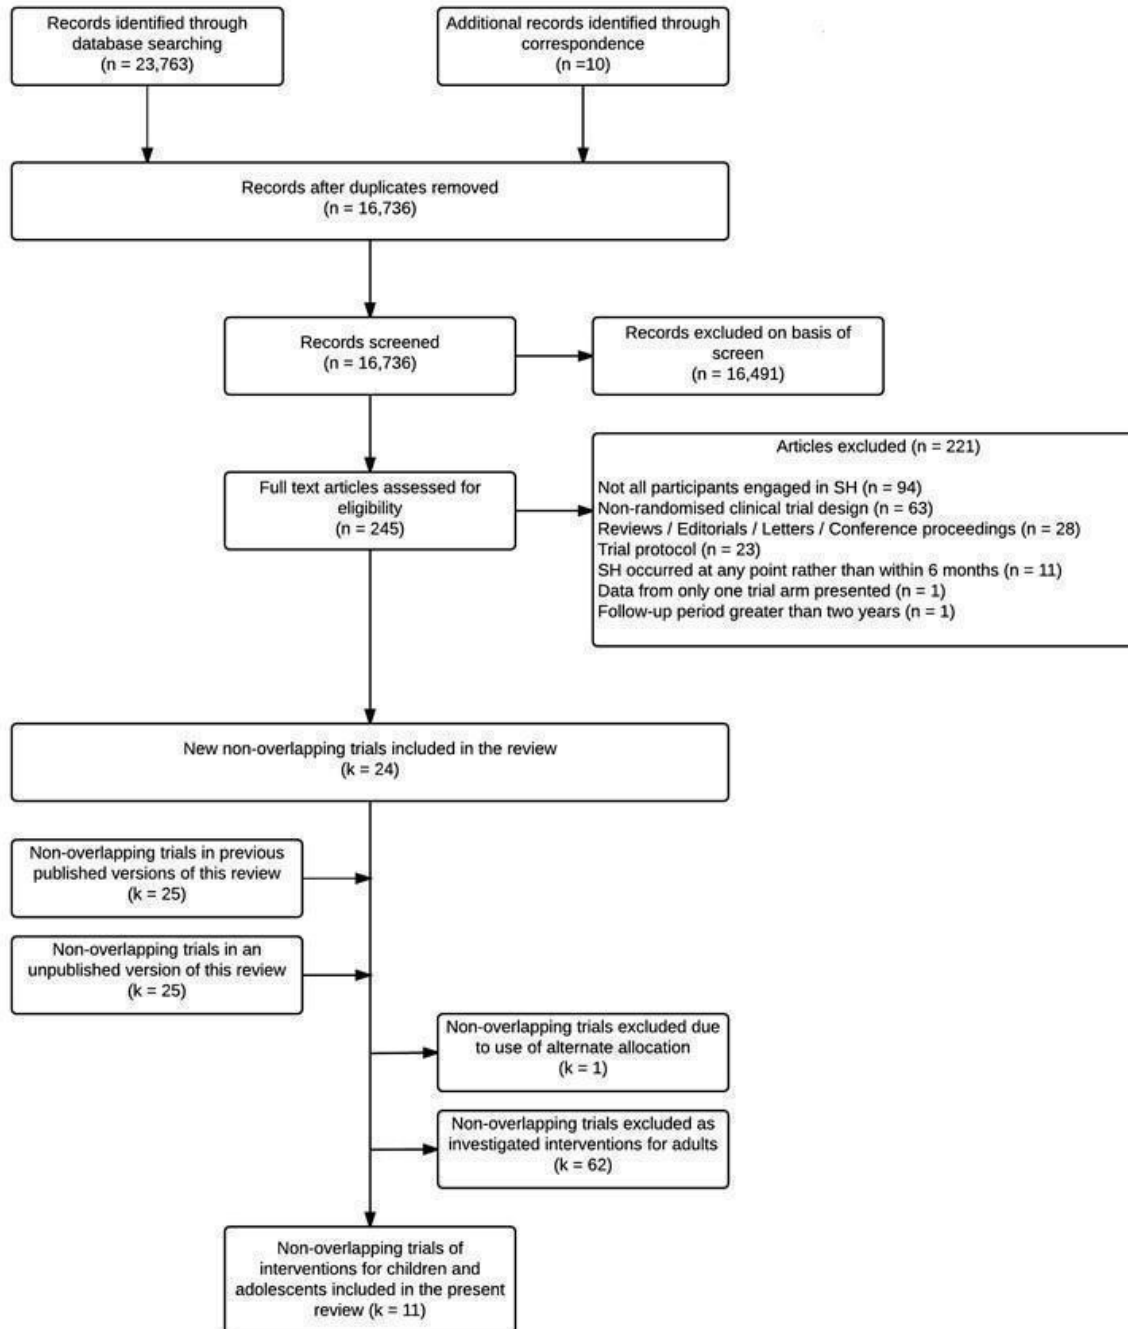 Records identified through
database searching
(n = 23,763)
Additional records identified through
correspondence
(n =10)
Records after duplicates removed
(n = 16,736)
Records screened
(n = 16,736)
Records excluded on basis of
screen
(n = 16,491)
Full text articles assessed for
eligibility
(n = 245)
Articles excluded (n = 221)
Not all participants engaged in SH (n = 94)
Non-randomised clinical trial design (n = 63)
Reviews / Editorials / Letters / Conference proceedings (n = 28)
Trial protocol (n = 23)
SH occurred at any point rather than within 6 months (n = 11)
Data from only one trial arm presented (n = 1)
Follow-up period greater than two years (n = 1)
New non-overlapping trials included in the review
(k = 24)
Non-overlapping trials in previous
published versions of this review
(k = 25)
Non-overlapping trials in an
unpublished version of this review
(k = 25)
Non-overlapping trials excluded due
to use of alternate allocation
(k = 1)
Non-overlapping trials excluded as
investigated interventions for adults
(k = 62)
Non-overlapping trials of
interventions for children and
adolescents included in the present
review (k = 11)